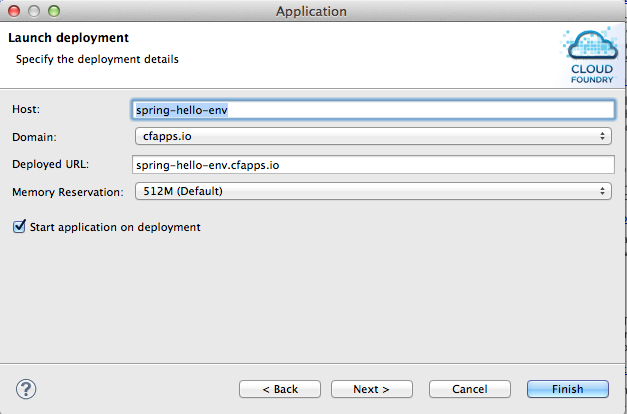 Application
Launch deployment
Specify the deployment details
CLOUD
FOUNDRY
Host: spring-hello-env
Domain: cfapps.io
Deployed URL: spring-hello-env.cfapps.io
Memory Reservation: 512M (Default)
Start application on deployment
? < Back Next > Cancel Finish